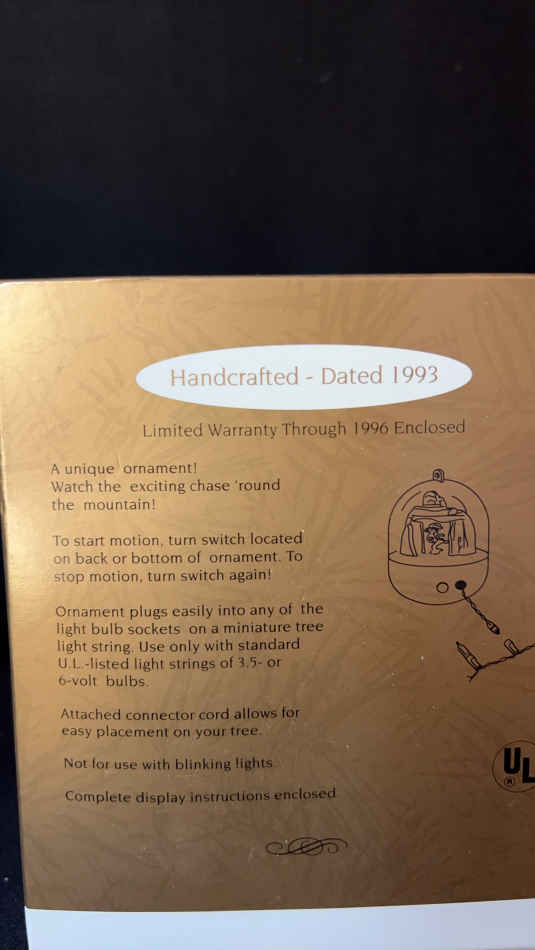 Handcrafted - Dated 1993
Limited Warranty Through 1996 Enclosed
A unique ornament!
Watch the exciting chase 'round
the mountain!
To start motion, turn switch located
on back or bottom of ornament. To
stop motion, turn switch again!
Ornament plugs easily into any of the
light bulb sockets on a miniature tree
light string. Use only with standard
U.L.-listed light strings of 3.5- or
6-volt bulbs.
Attached connector cord allows for
easy placement on your tree.
Not for use with blinking lights.
Complete display instructions enclosed
UL
®